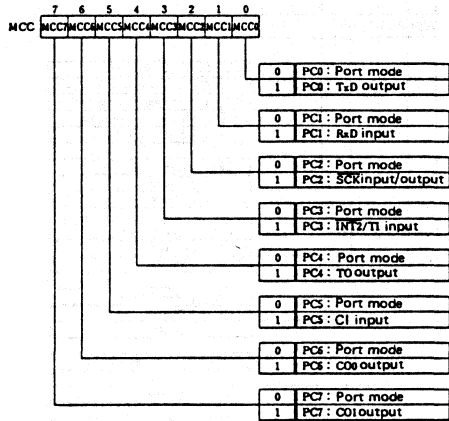 7 6 5 4 3 2 1 0
MCC MCC7 MCC6 MCC5 MCC4 MCC3 MCC2 MCC1 MCC0
0 PC0 : Port mode
1 PC0 : TxD output
0 PC1 : Port mode
1 PC1 : RxD input
0 PC2 : Port mode
1 PC2 : SCK input/output
0 PC3 : Port mode
1 PC3 : INT2/TI input
0 PC4 : Port mode
1 PC4 : TO output
0 PC5 : Port mode
1 PC5 : CI input
0 PC6 : Port mode
1 PC6 : CO0 output
0 PC7 : Port mode
1 PC7 : CO1 output